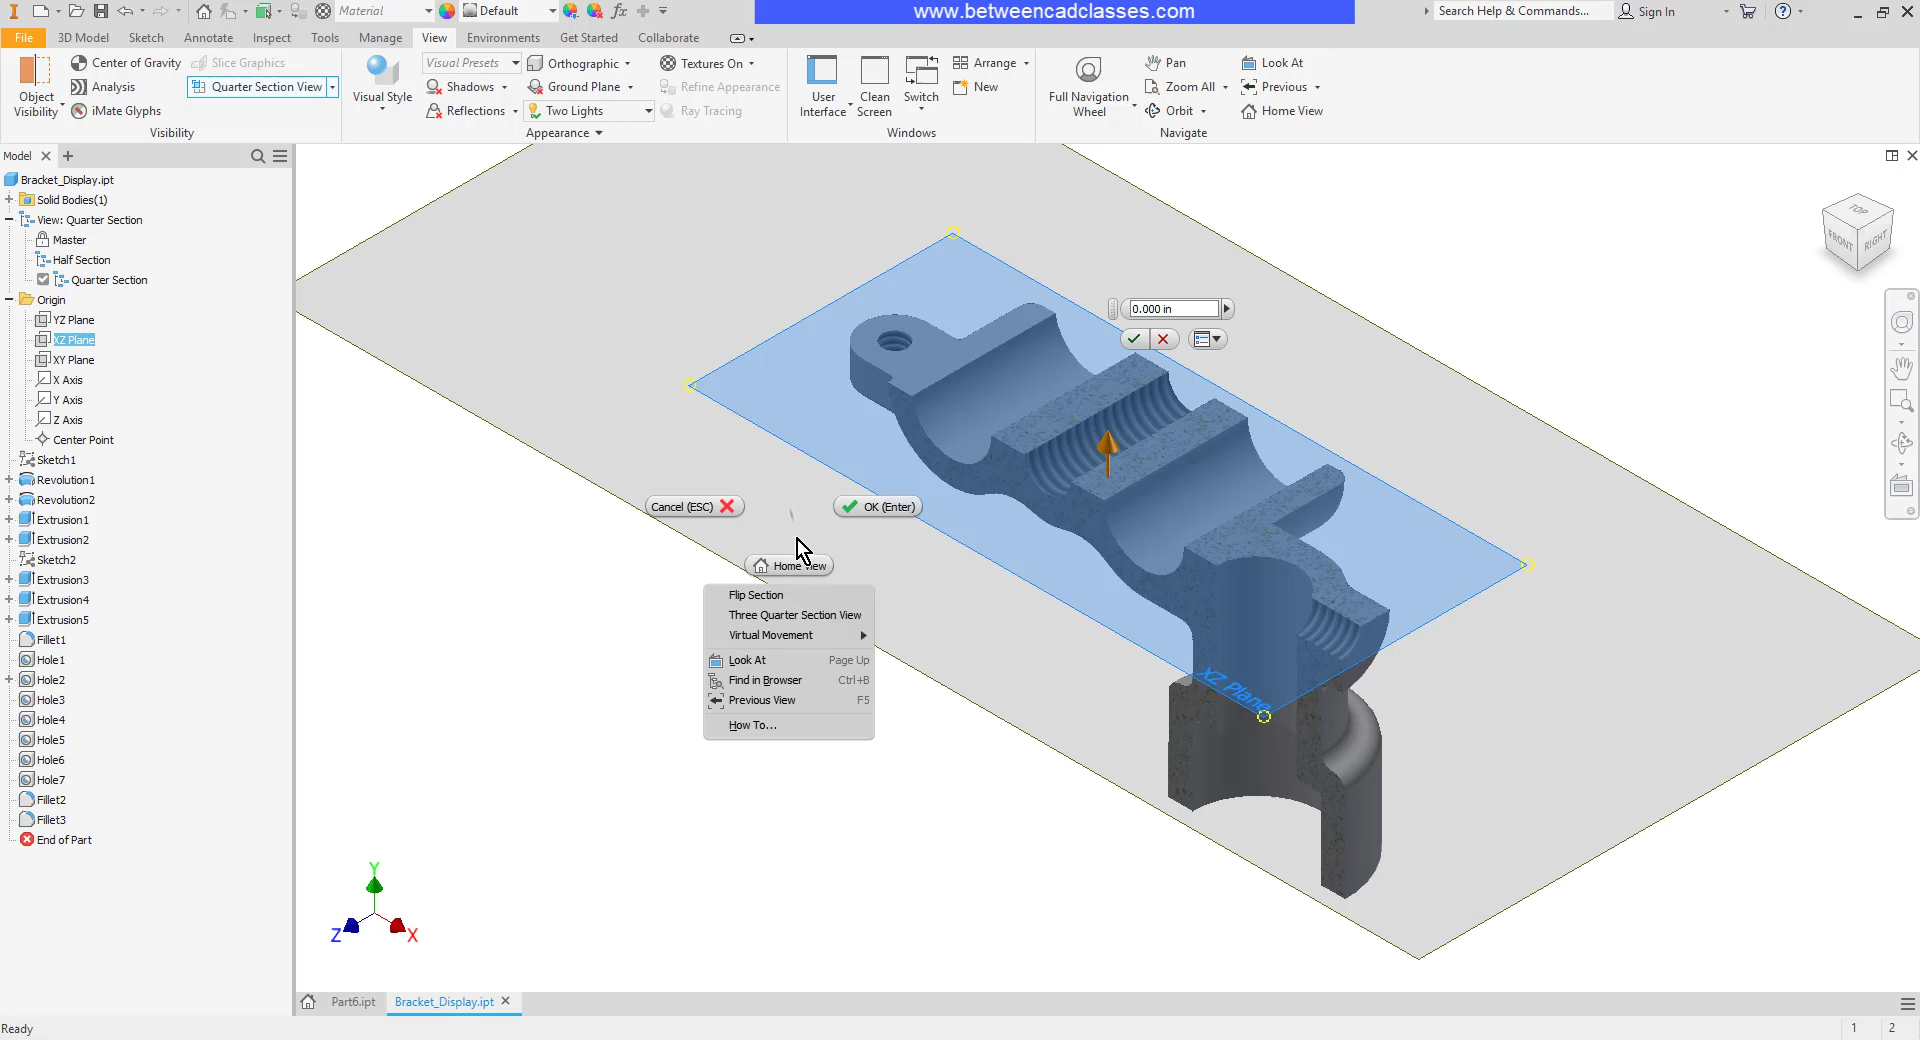 Material
Default
www.betweencadclasses.com
Search Help & Commands...
Sign In
File
3D Model
Sketch
Annotate
Inspect
Tools
Manage
View
Environments
Get Started
Collaborate
Object
Visibility
Center of Gravity
Analysis
iMate Glyphs
Slice Graphics
Quarter Section View
Visibility
Visual Style
Visual Presets
Shadows
Reflections
Orthographic
Ground Plane
Two Lights
Textures On
Refine Appearance
Ray Tracing
Appearance
User
Interface
Clean
Screen
Switch
Arrange
New
Windows
Full Navigation
Wheel
Pan
Zoom All
Orbit
Look At
Previous
Home View
Navigate
Model
Bracket_Display.ipt
Solid Bodies(1)
View: Quarter Section
Master
Half Section
Quarter Section
Origin
YZ Plane
XZ Plane
XY Plane
X Axis
Y Axis
Z Axis
Center Point
Sketch1
Revolution1
Revolution2
Extrusion1
Extrusion2
Sketch2
Extrusion3
Extrusion4
Extrusion5
Fillet1
Hole1
Hole2
Hole3
Hole4
Hole5
Hole6
Hole7
Fillet2
Fillet3
End of Part
TOP
FRONT
RIGHT
0.000 in
Cancel (ESC)
OK (Enter)
Home View
Flip Section
Three Quarter Section View
Virtual Movement
Look At Page Up
Find in Browser Ctrl+B
Previous View F5
How To...
XZ Plane
Y
Z
X
Part6.ipt
Bracket_Display.ipt
Ready
1
2